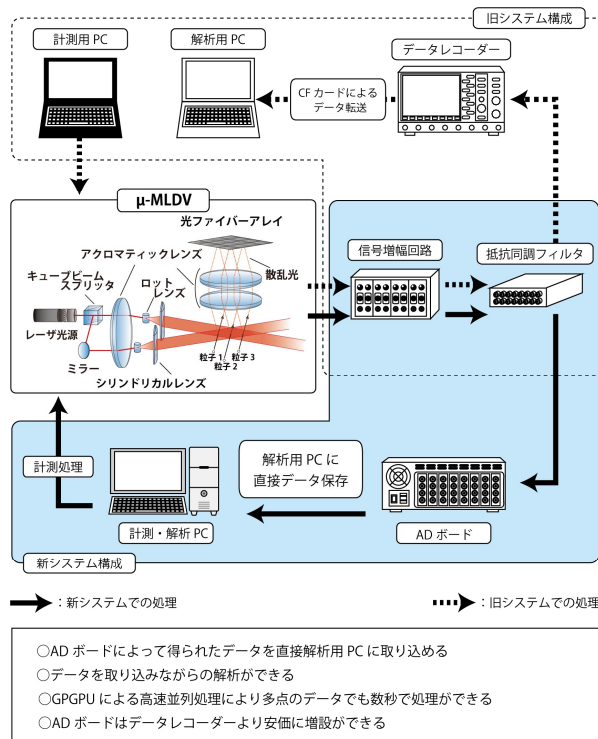 旧システム構成
計測用 PC
解析用 PC
データレコーダー
CF カードによる
データ転送
μ-MLDV
光ファイバーアレイ
アクロマティックレンズ
キューブビーム
スプリッタ
ロット
レンズ
散乱光
レーザ光源
ミラー
粒子 1
粒子 2
粒子 3
シリンドリカルレンズ
信号増幅回路
抵抗同調フィルタ
計測処理
解析用 PC に
直接データ保存
計測・解析 PC
AD ボード
新システム構成
：新システムでの処理
：旧システムでの処理
○AD ボードによって得られたデータを直接解析用 PC に取り込める
○データを取り込みながらの解析ができる
○GPGPU による高速並列処理により多点のデータでも数秒で処理ができる
○AD ボードはデータレコーダーより安価に増設ができる